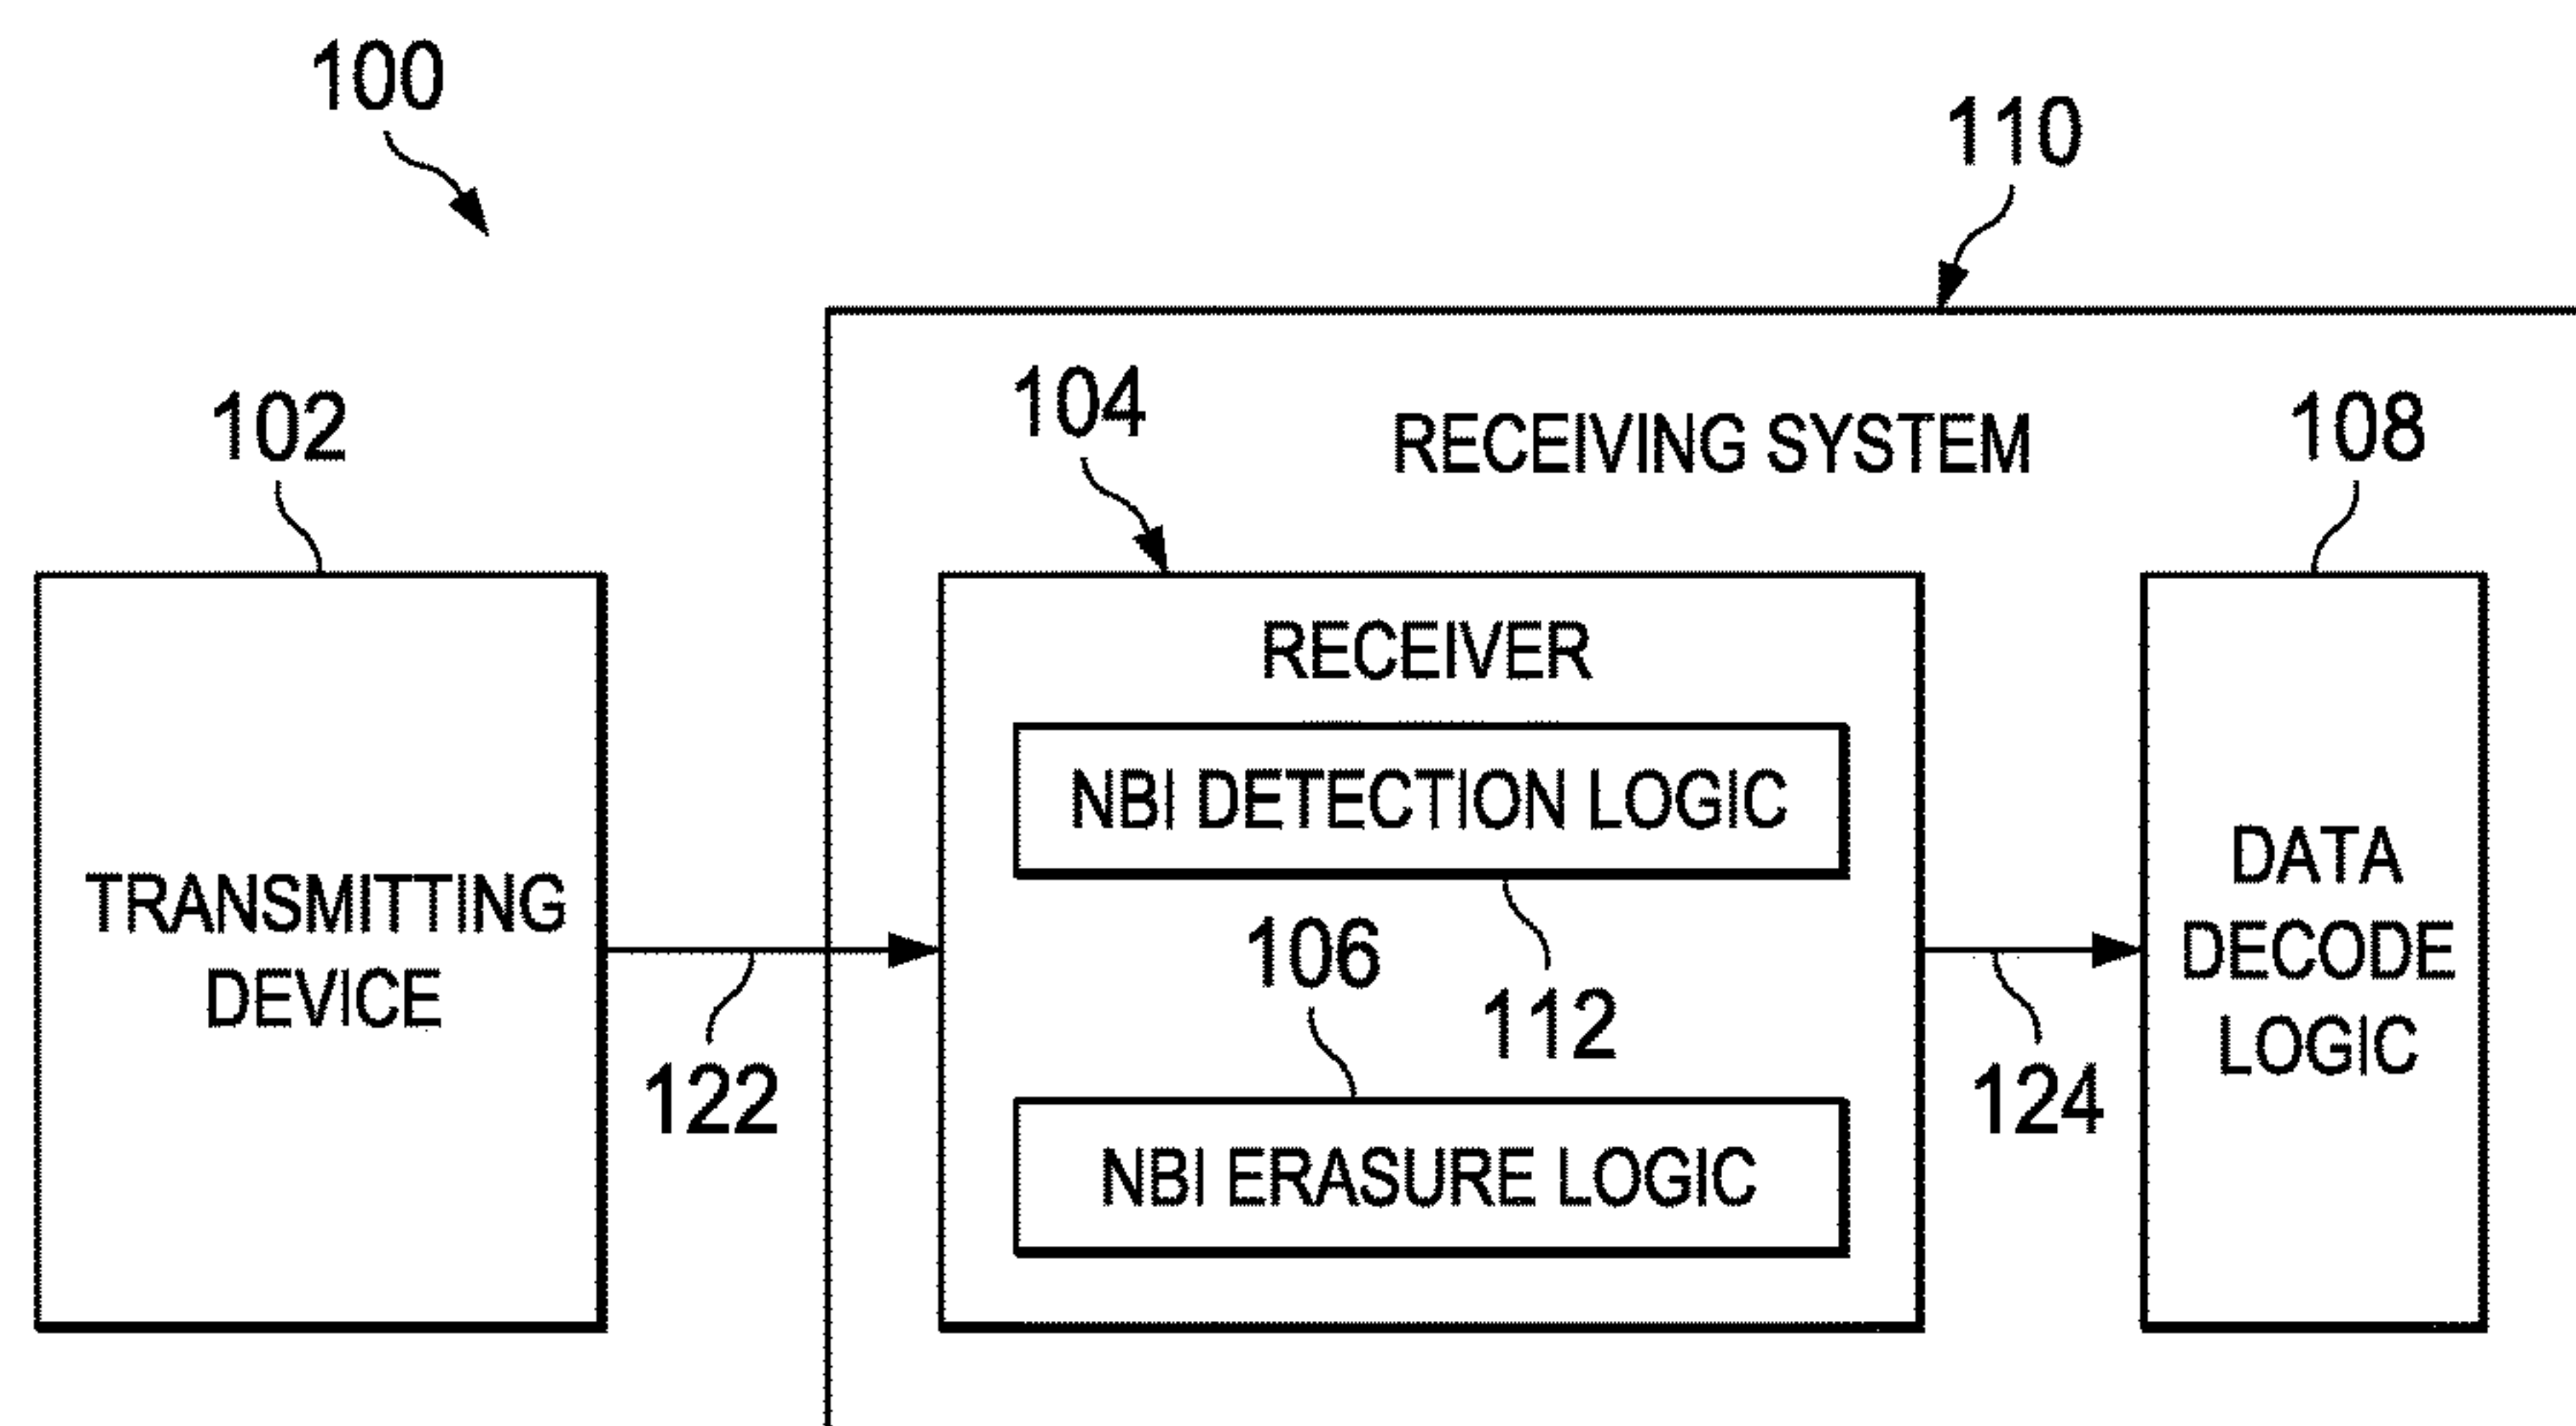 100
110
104
RECEIVING SYSTEM
102
108
RECEIVER
NBI DETECTION LOGIC
TRANSMITTING
DEVICE
DATA
DECODE
LOGIC
106
112
122
124
NBI ERASURE LOGIC